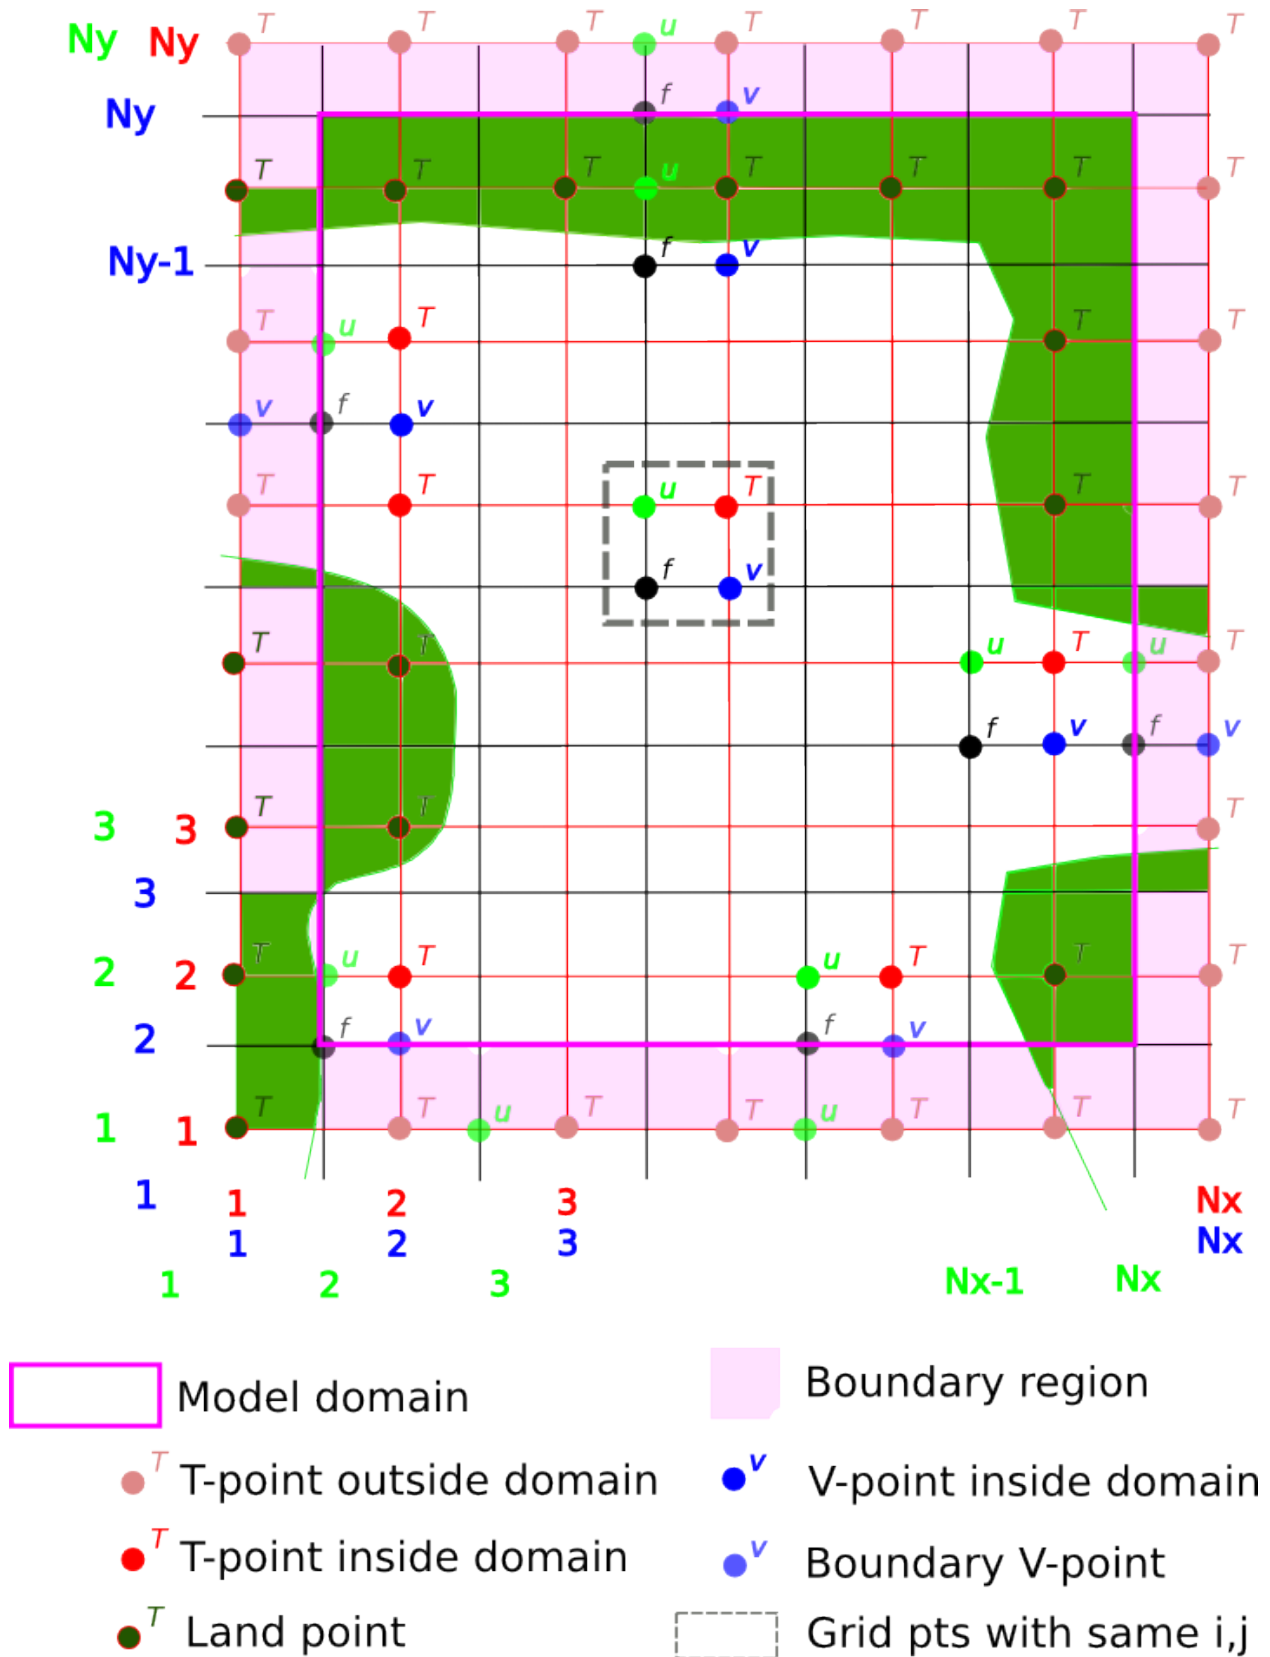 T T T u T T T T
Ny Ny
f v
Ny
T T T u T T T T
f v
Ny-1
T u T T T
v f v
T T u T T T
f v
T T u T u T
f v f v
3 3 T T T
3
2 2 T u T u T T T
2 f v f v
1 1 T T u T T u T T T
1 1 2 3 Nx
1 2 3 Nx
1 2 3 Nx-1 Nx
Model domain Boundary region
T T-point outside domain v V-point inside domain
T T-point inside domain v Boundary V-point
T Land point Grid pts with same i,j